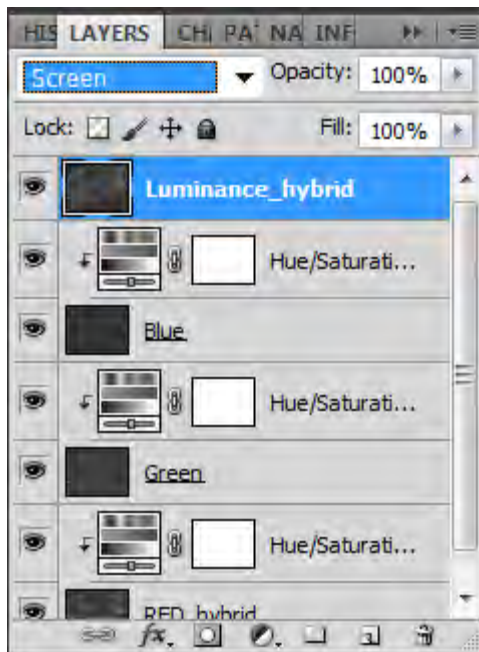 HIS LAYERS CH PA NA INF
Screen Opacity: 100%
Lock: Fill: 100%
Luminance_hybrid
Hue/Saturati...
Blue
Hue/Saturati...
Green
Hue/Saturati...
RED_hybrid
fx.